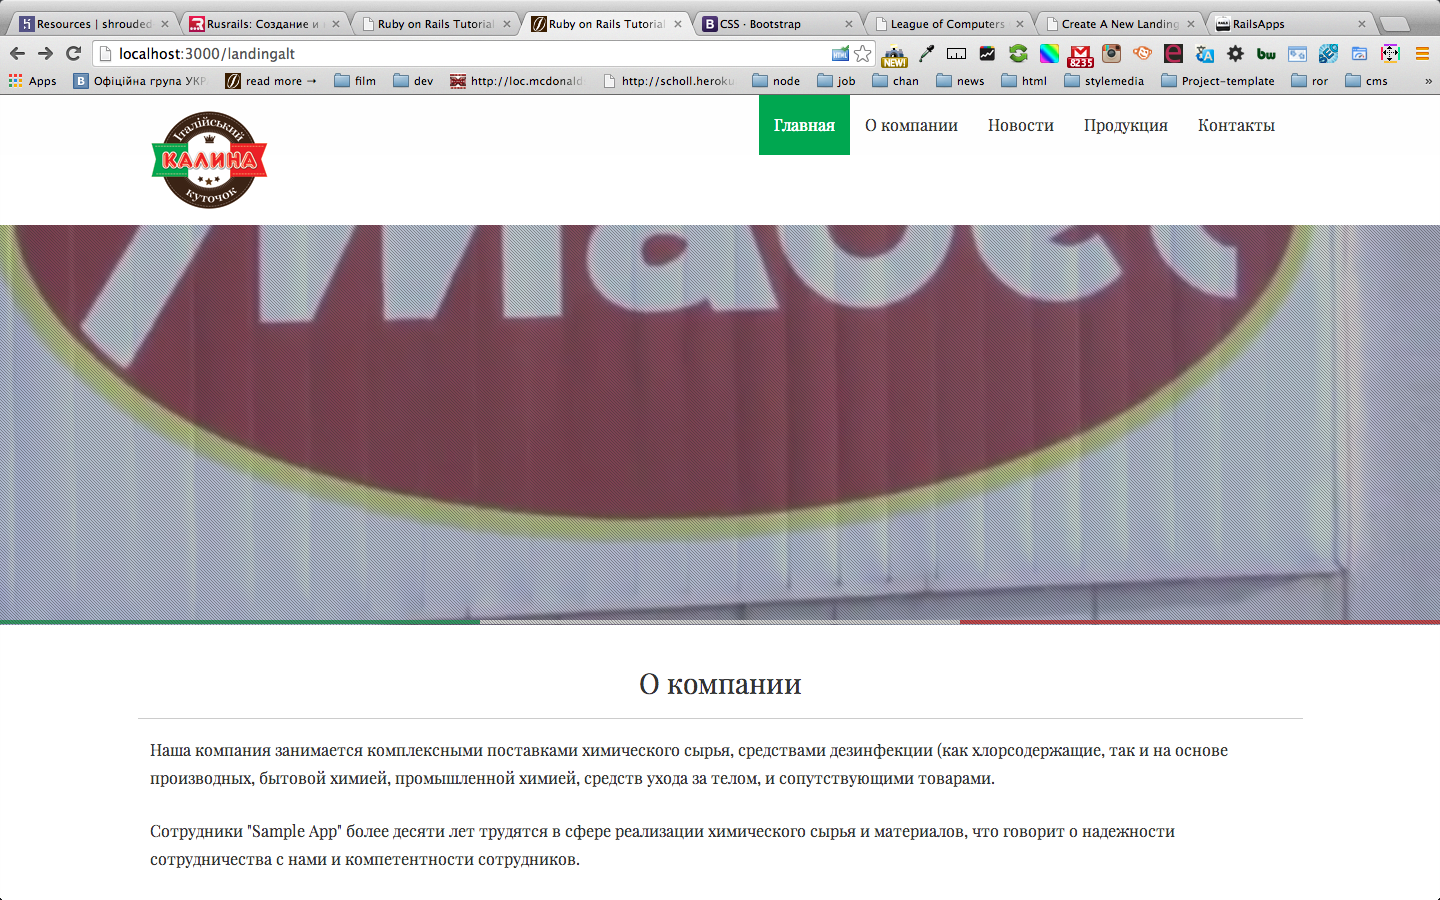 Resources | shrouded
Rusrails: Создание и
Ruby on Rails Tutorial
Ruby on Rails Tutorial
CSS · Bootstrap
League of Computers
Create A New Landing
RailsApps
localhost:3000/landingalt
HTML
NEW!
8235
bw
Apps
Офіційна група УКР
read more →
film
dev
http://loc.mcdonald
http://scholl.heroku
node
job
chan
news
html
stylemedia
Project-template
ror
cms
»
Італійський
КАЛИНА
куточок
Главная
О компании
Новости
Продукция
Контакты
О компании
Наша компания занимается комплексными поставками химического сырья, средствами дезинфекции (как хлорсодержащие, так и на основе
производных, бытовой химией, промышленной химией, средств ухода за телом, и сопутствующими товарами.
Сотрудники "Sample App" более десяти лет трудятся в сфере реализации химического сырья и материалов, что говорит о надежности
сотрудничества с нами и компетентности сотрудников.